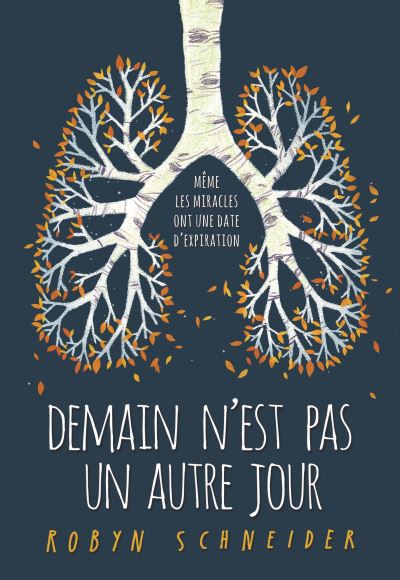 MÊME
LES MIRACLES
ONT UNE DATE
D'EXPIRATION
DEMAIN N'EST PAS
UN AUTRE JOUR
ROBYN SCHNEIDER